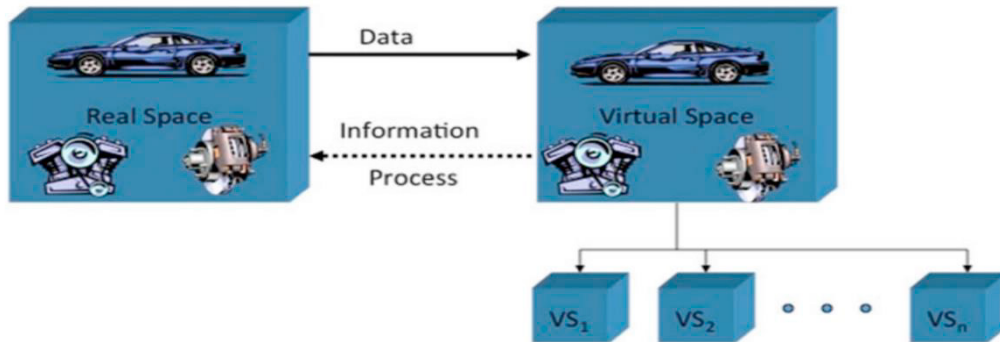 Data
Real Space
Virtual Space
Information
Process
VS₁
VS₂
VSₙ